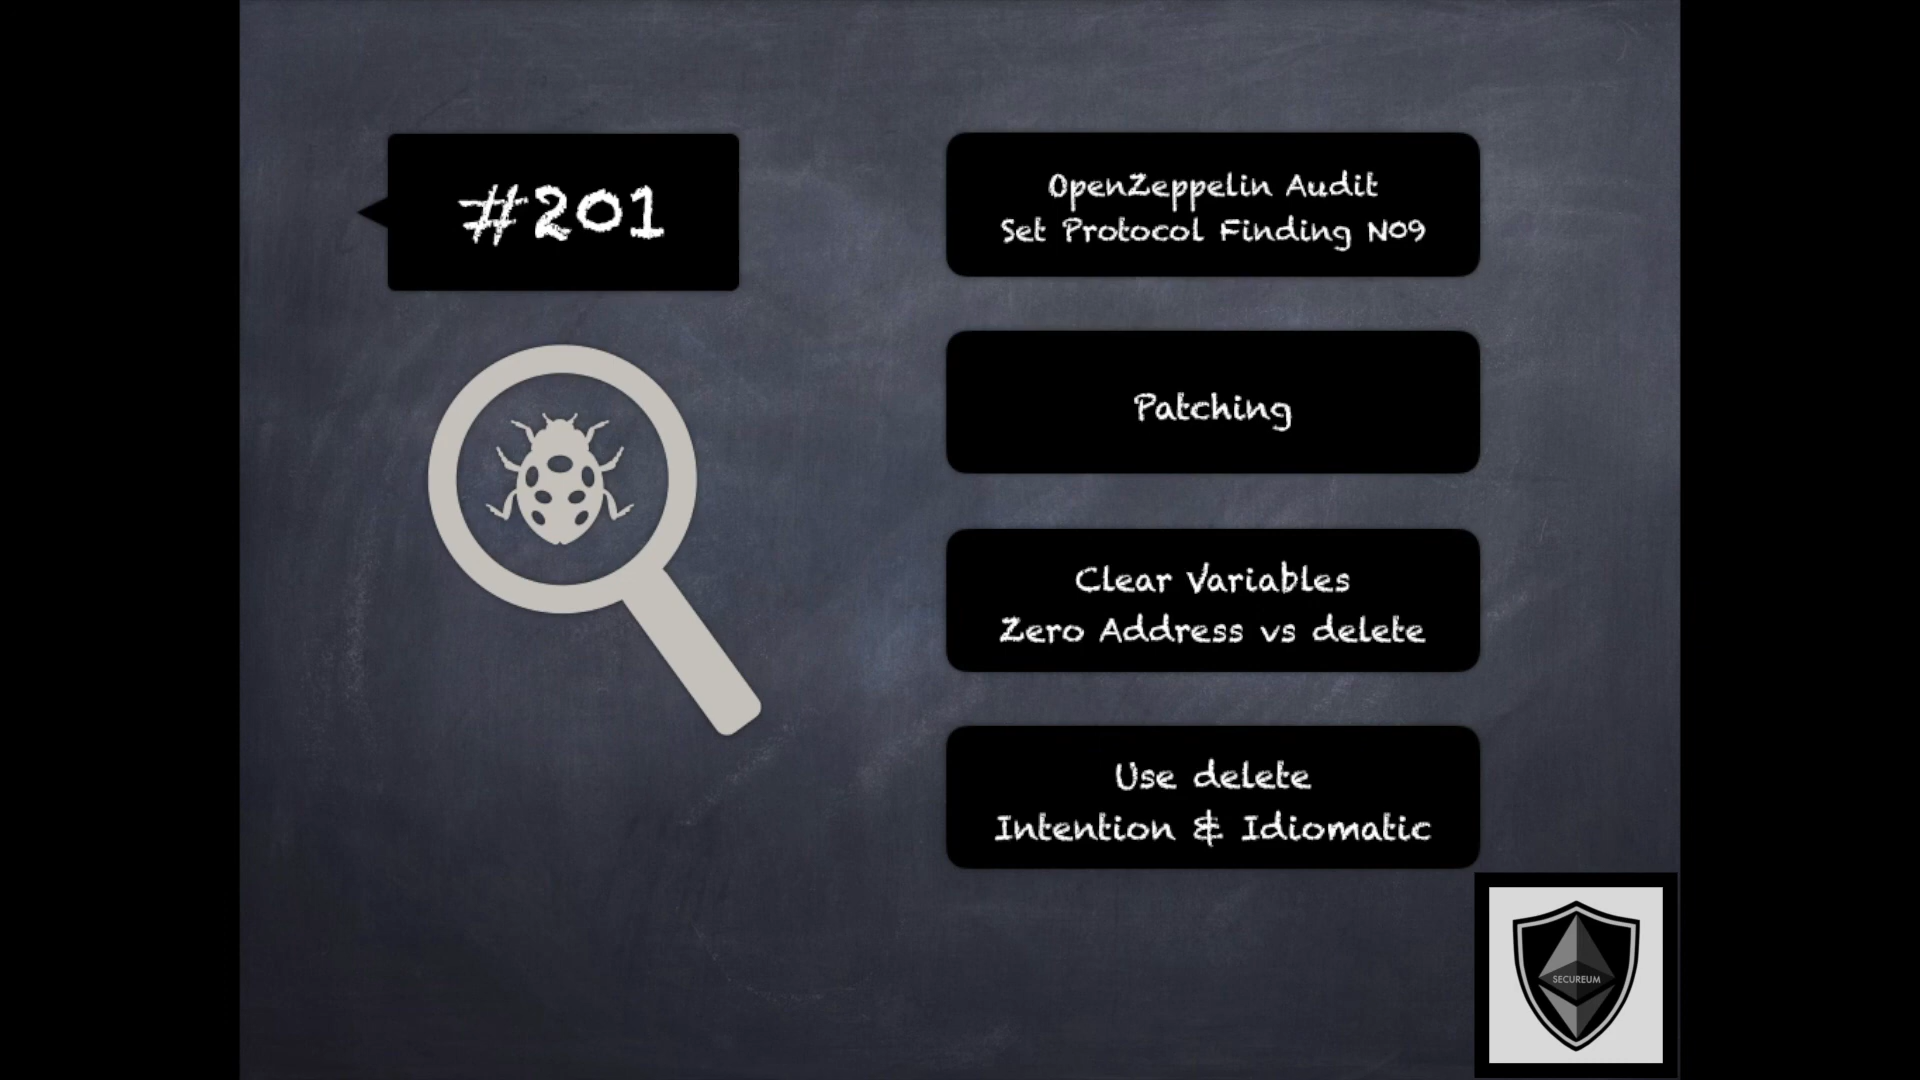 #201
OpenZeppelin Audit
Set Protocol Finding N09
Patching
Clear Variables
Zero Address vs delete
Use delete
Intention & Idiomatic
SECUREUM